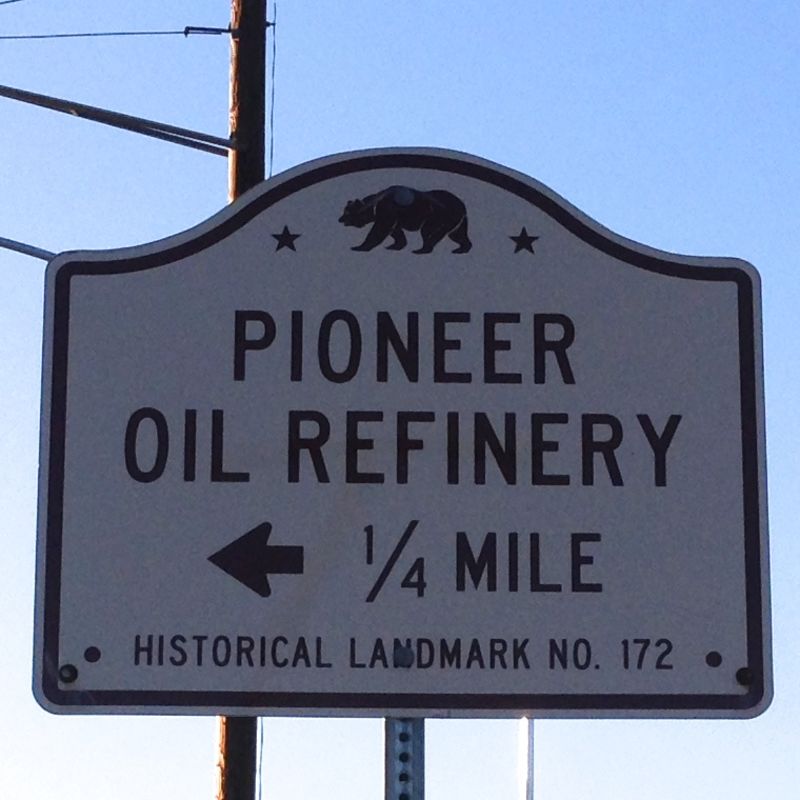 PIONEER
OIL REFINERY
1/4 MILE
HISTORICAL LANDMARK NO. 172